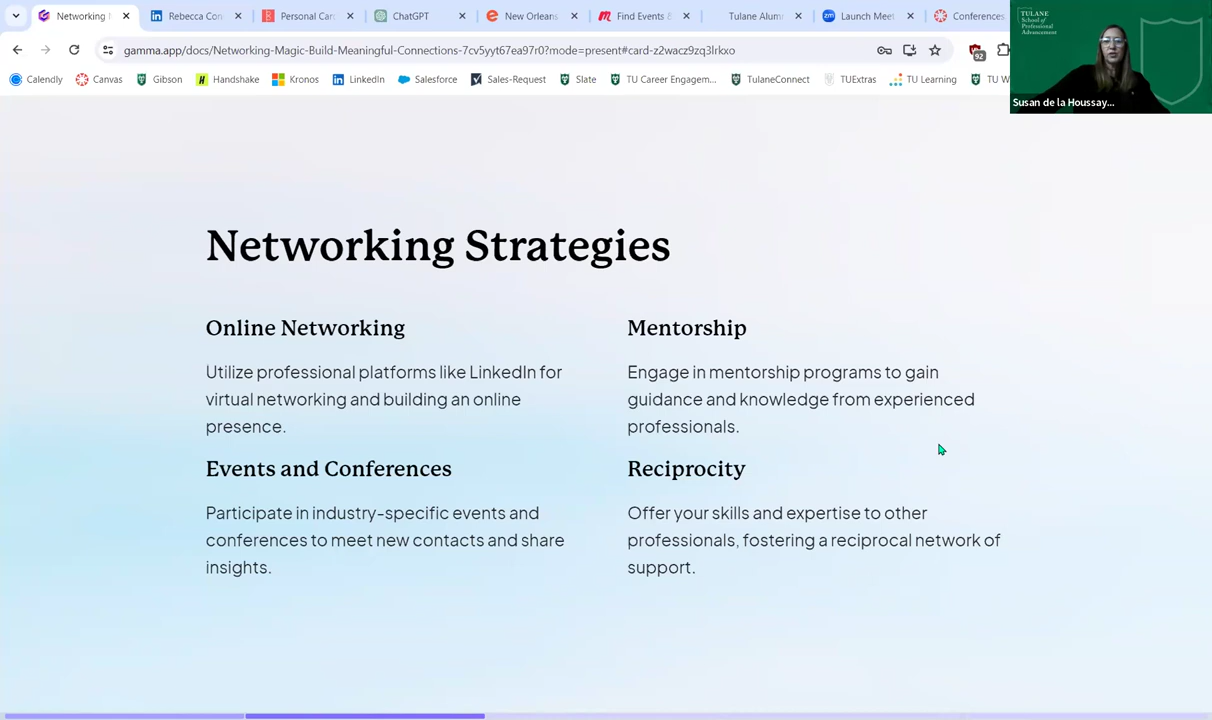 Networking M
Rebecca Con
Personal Car
ChatGPT
New Orleans
Find Events &
Tulane Alum
Launch Meet
Conferences
gamma.app/docs/Networking-Magic-Build-Meaningful-Connections-7cv5yyt67ea97r0?mode=present#card-z2wacz9zq3lrkxo
92
Calendly
Canvas
Gibson
Handshake
Kronos
LinkedIn
Salesforce
Sales-Request
Slate
TU Career Engagem...
TulaneConnect
TUExtras
TU Learning
TU W
TULANE
School of
Professional
Advancement
Susan de la Houssay...
Networking Strategies
Online Networking
Utilize professional platforms like LinkedIn for
virtual networking and building an online
presence.
Mentorship
Engage in mentorship programs to gain
guidance and knowledge from experienced
professionals.
Events and Conferences
Participate in industry-specific events and
conferences to meet new contacts and share
insights.
Reciprocity
Offer your skills and expertise to other
professionals, fostering a reciprocal network of
support.